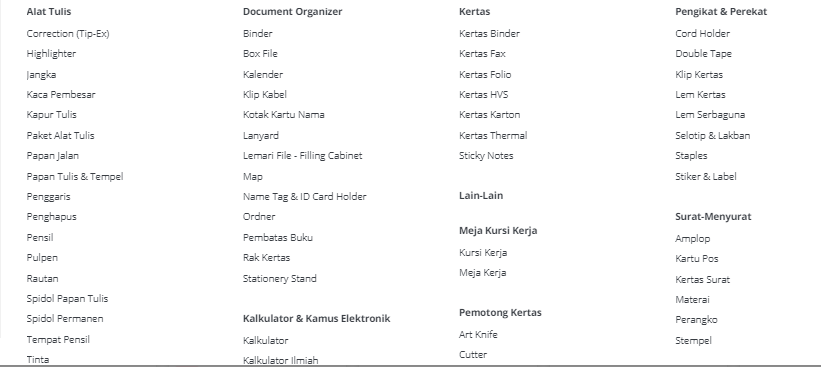 Alat Tulis
Correction (Tip-Ex)
Highlighter
Jangka
Kaca Pembesar
Kapur Tulis
Paket Alat Tulis
Papan Jalan
Papan Tulis & Tempel
Penggaris
Penghapus
Pensil
Pulpen
Rautan
Spidol Papan Tulis
Spidol Permanen
Tempat Pensil
Tinta
Document Organizer
Binder
Box File
Kalender
Klip Kabel
Kotak Kartu Nama
Lanyard
Lemari File - Filling Cabinet
Map
Name Tag & ID Card Holder
Ordner
Pembatas Buku
Rak Kertas
Stationery Stand
Kalkulator & Kamus Elektronik
Kalkulator
Kalkulator Ilmiah
Kertas
Kertas Binder
Kertas Fax
Kertas Folio
Kertas HVS
Kertas Karton
Kertas Thermal
Sticky Notes
Lain-Lain
Meja Kursi Kerja
Kursi Kerja
Meja Kerja
Pemotong Kertas
Art Knife
Cutter
Pengikat & Perekat
Cord Holder
Double Tape
Klip Kertas
Lem Kertas
Lem Serbaguna
Selotip & Lakban
Staples
Stiker & Label
Surat-Menyurat
Amplop
Kartu Pos
Kertas Surat
Materai
Perangko
Stempel